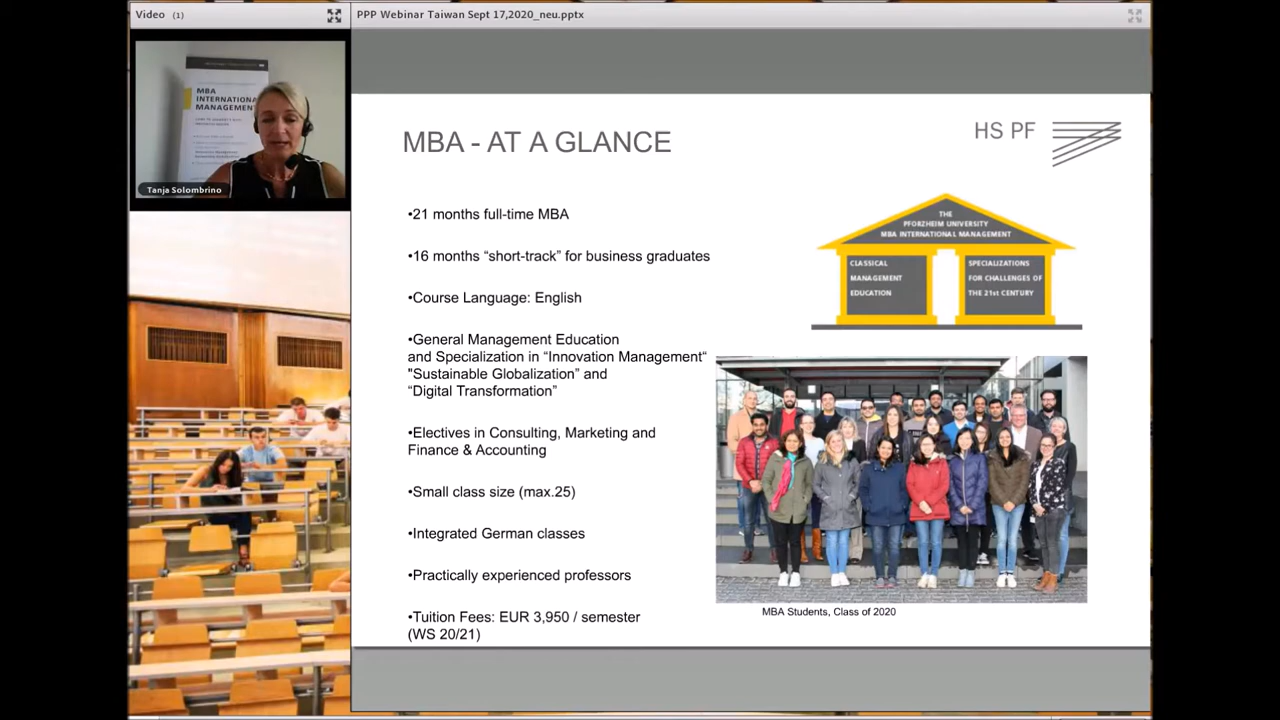 Video (1)
PPP Webinar Taiwan Sept 17,2020_neu.pptx
MBA
INTERNATIONAL
MANAGEMENT
Tanja Solombrino
MBA - AT A GLANCE
HS PF
•21 months full-time MBA
•16 months “short-track” for business graduates
•Course Language: English
•General Management Education
and Specialization in “Innovation Management“
"Sustainable Globalization” and
“Digital Transformation”
•Electives in Consulting, Marketing and
Finance & Accounting
•Small class size (max.25)
•Integrated German classes
•Practically experienced professors
•Tuition Fees: EUR 3,950 / semester
(WS 20/21)
THE
PFORZHEIM UNIVERSITY
MBA INTERNATIONAL MANAGEMENT
CLASSICAL
MANAGEMENT
EDUCATION
SPECIALIZATIONS
FOR CHALLENGES OF
THE 21st CENTURY
MBA Students, Class of 2020